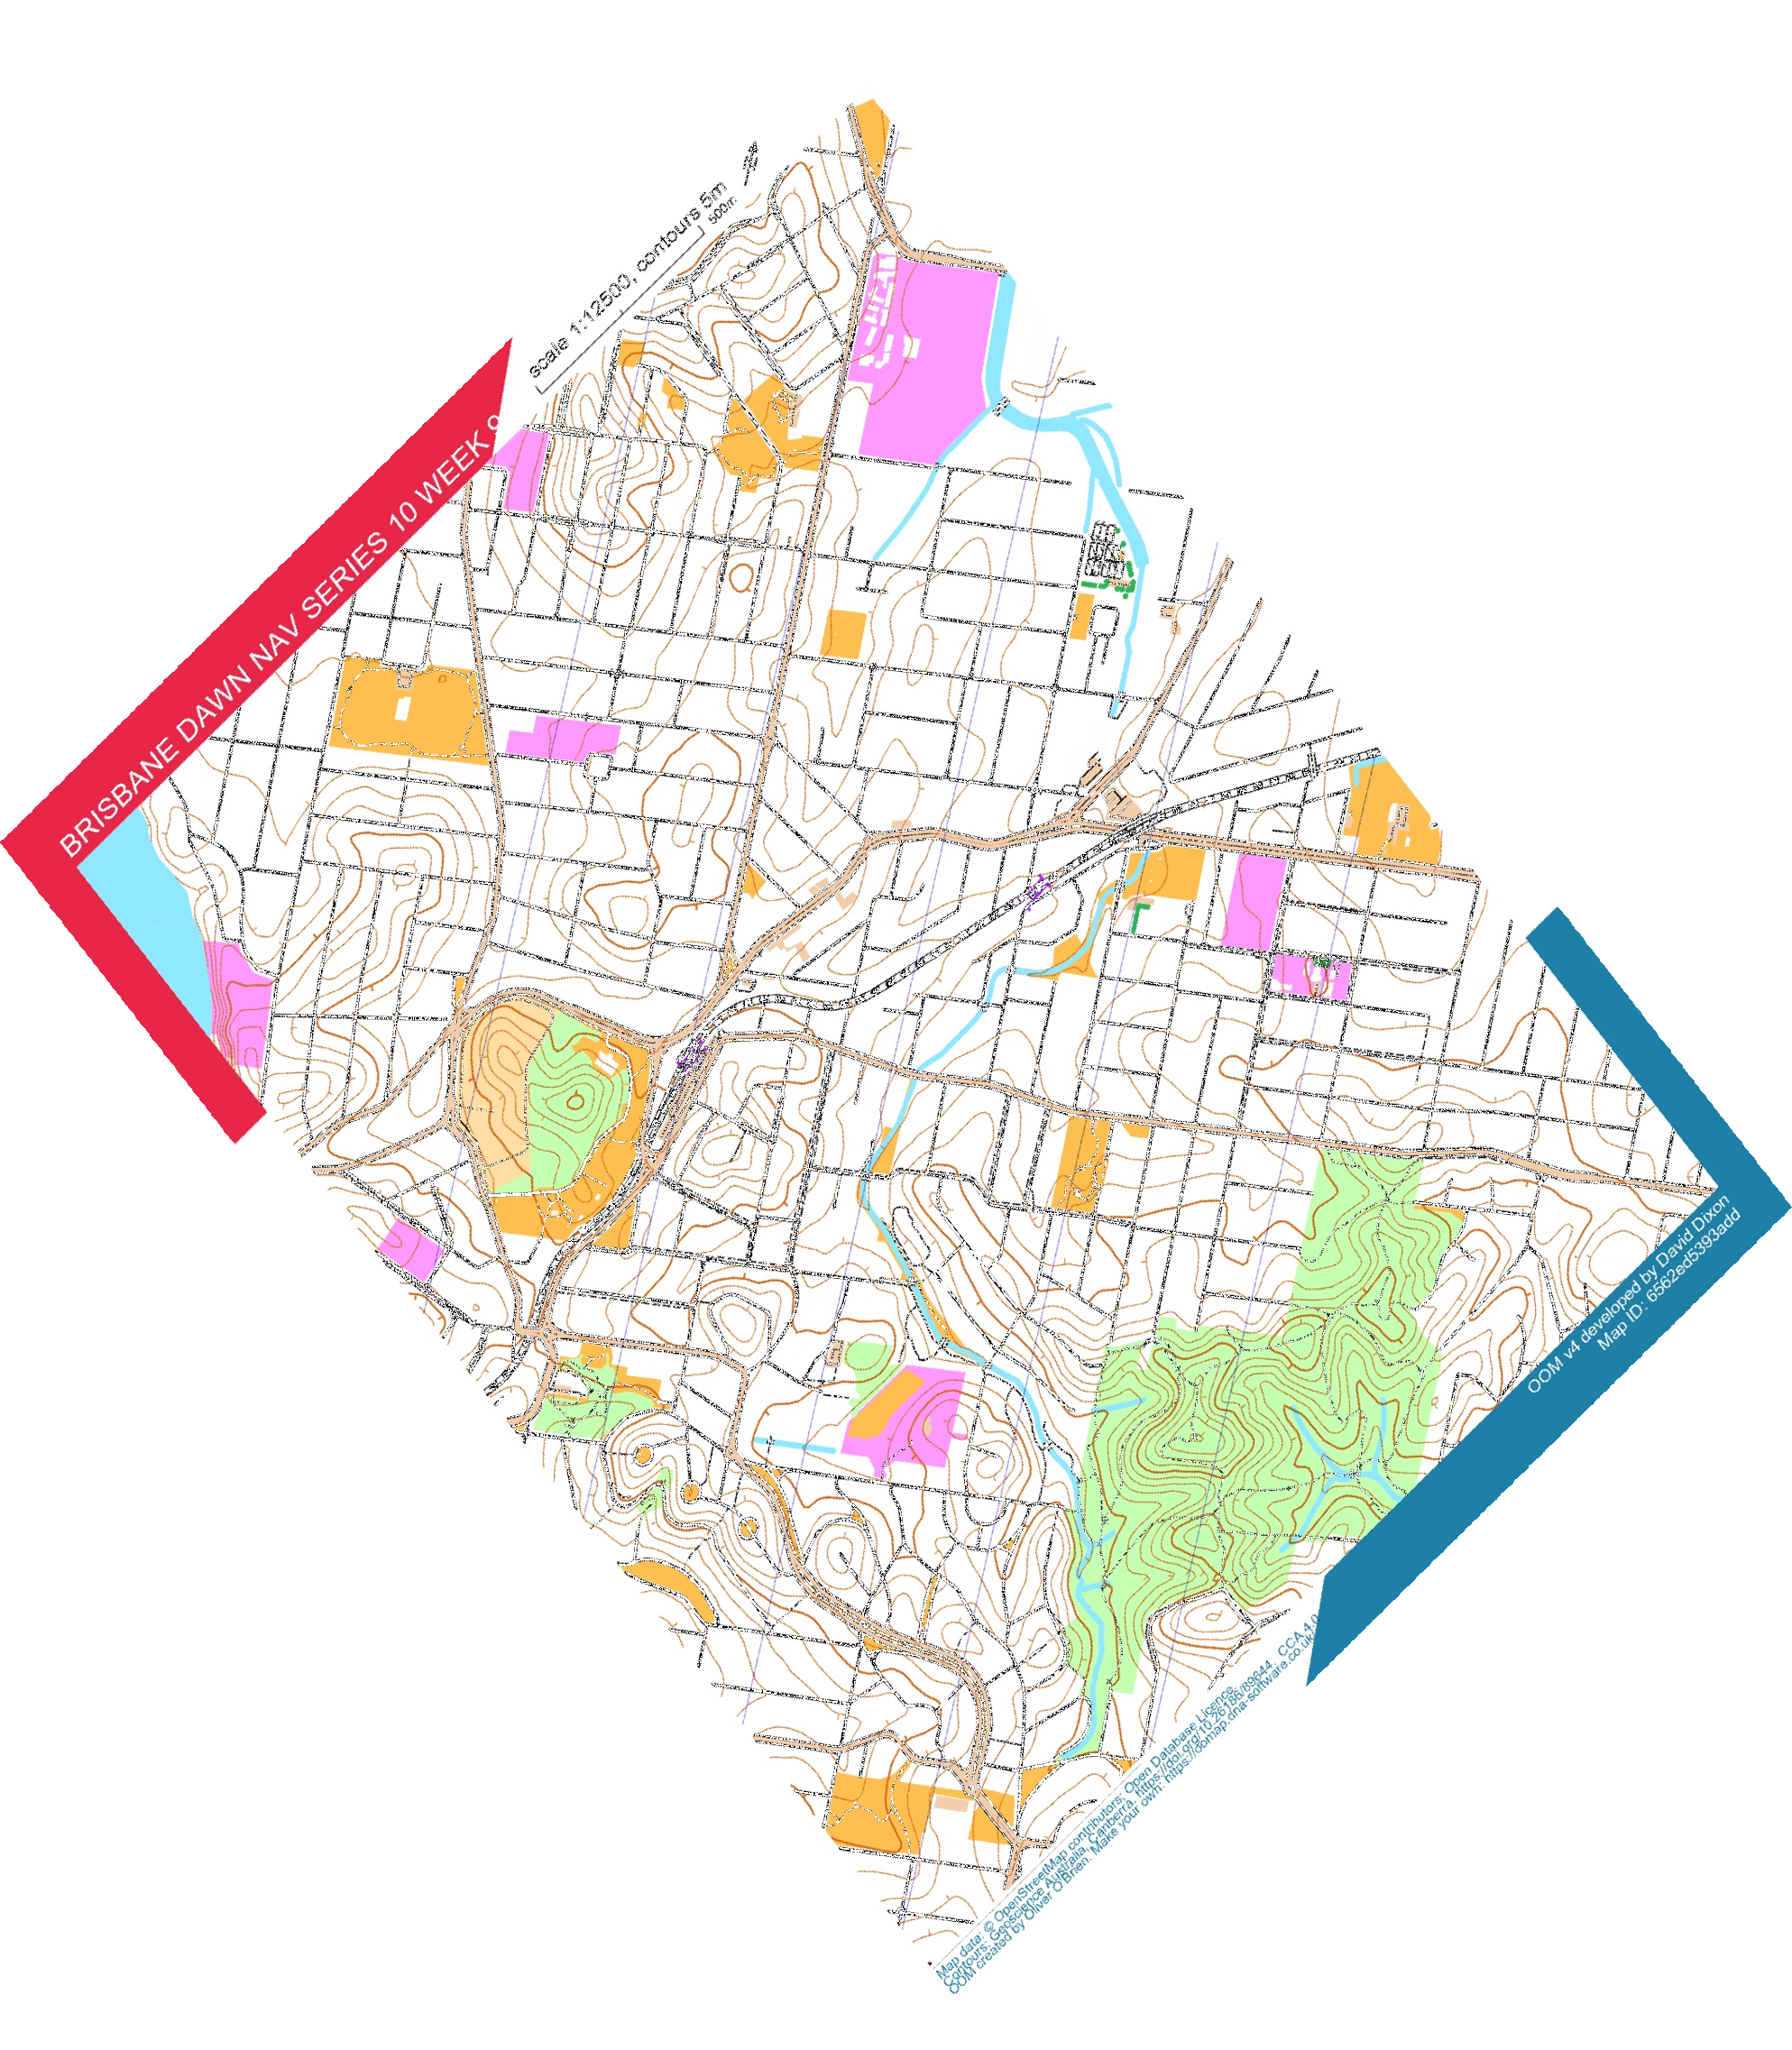 scale 1:12500, contours 5m
500m
BRISBANE DAWN NAV SERIES 10 WEEK 9
OOM v4 developed by David Dixon
Map ID: 6562ed5393add
Map data: © OpenStreetMap contributors, Open Database Licence.
Contours: Geoscience Australia, Canberra. https://doi.org/10.26186/89644 CCA 4.0
OOM created by Oliver O'Brien. Make your own: https://oomap.dna-software.co.uk/